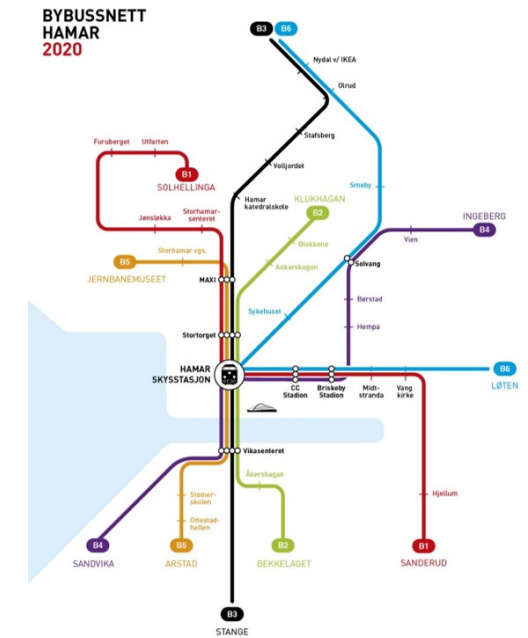 BYBUSSNETT
HAMAR
2020
B3
B6
Nydal v/ IKEA
Olrud
Furuberget
Utfarten
Stafsberg
B1
SOLHELLINGA
Volljordet
Smeby
Hamar
katedralskole
KLUKHAGAN
B2
Jønsløkka
Storhamar-
senteret
INGEBERG
B4
Vien
Blokkene
Storhamar vgs.
B5
JERNBANEMUSEET
Ankerskogen
Selvang
MAXI
Børstad
Sykehuset
Hempa
Stortorget
HAMAR
SKYSSTASJON
B6
LØTEN
CC
Stadion
Briskeby
Stadion
Midt-
stranda
Vang
kirke
Vikasenteret
Åkershagan
Steiner-
skolen
Hjellum
Ottestad-
hallen
B4
SANDVIKA
B5
ARSTAD
B2
BEKKELAGET
B1
SANDERUD
B3
STANGE